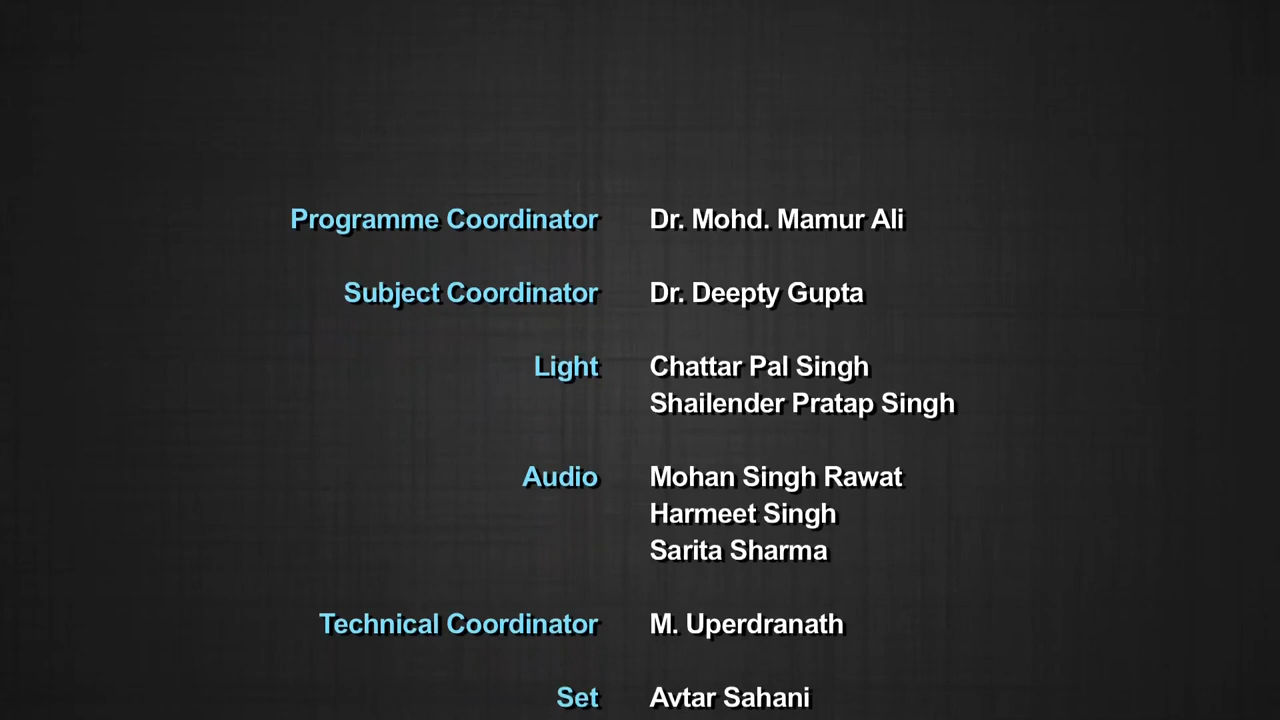 Programme Coordinator Dr. Mohd. Mamur Ali
Subject Coordinator Dr. Deepty Gupta
Light Chattar Pal Singh
Shailender Pratap Singh
Audio Mohan Singh Rawat
Harmeet Singh
Sarita Sharma
Technical Coordinator M. Uperdranath
Set Avtar Sahani